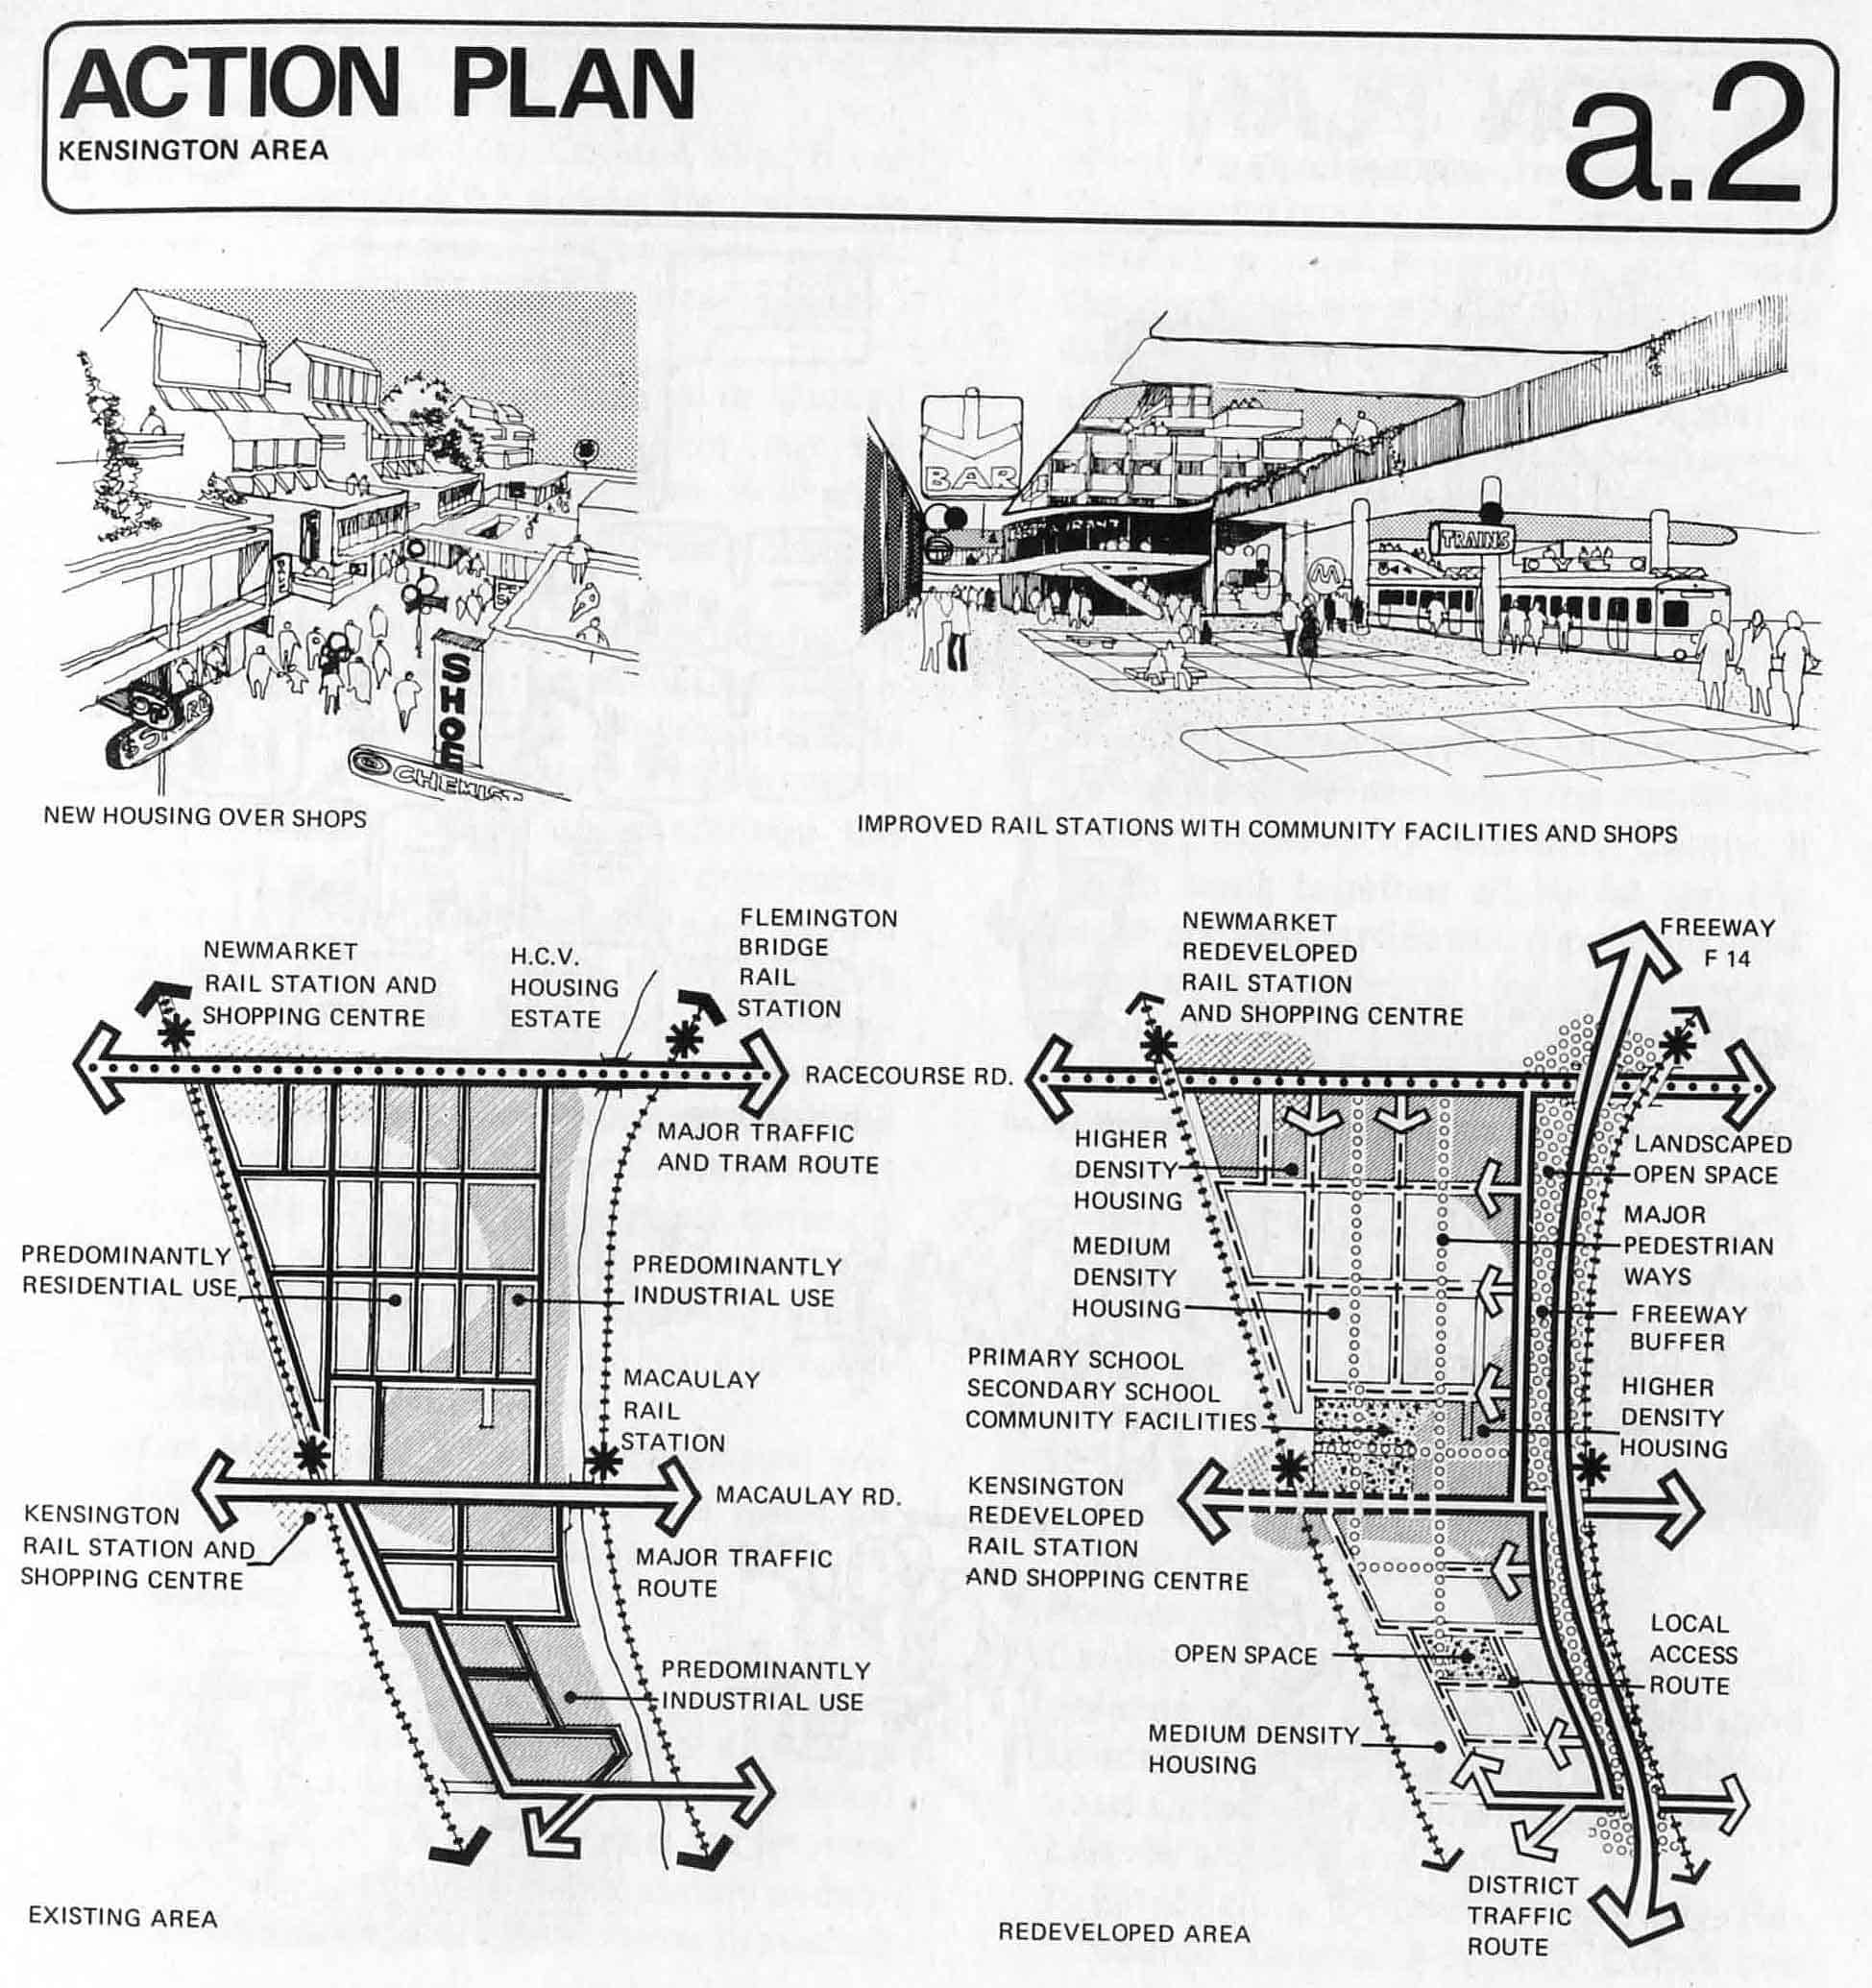 ACTION PLAN
KENSINGTON AREA
a.2
BAR
TRAINS
M
SHOE
CHEMIST
NEW HOUSING OVER SHOPS
IMPROVED RAIL STATIONS WITH COMMUNITY FACILITIES AND SHOPS
NEWMARKET
RAIL STATION AND
SHOPPING CENTRE
H.C.V.
HOUSING
ESTATE
FLEMINGTON
BRIDGE
RAIL
STATION
RACECOURSE RD.
MAJOR TRAFFIC
AND TRAM ROUTE
PREDOMINANTLY
RESIDENTIAL USE
PREDOMINANTLY
INDUSTRIAL USE
MACAULAY
RAIL
STATION
MACAULAY RD.
KENSINGTON
RAIL STATION AND
SHOPPING CENTRE
MAJOR TRAFFIC
ROUTE
PREDOMINANTLY
INDUSTRIAL USE
EXISTING AREA
NEWMARKET
REDEVELOPED
RAIL STATION
AND SHOPPING CENTRE
FREEWAY
F 14
HIGHER
DENSITY
HOUSING
LANDSCAPED
OPEN SPACE
MAJOR
PEDESTRIAN
WAYS
MEDIUM
DENSITY
HOUSING
FREEWAY
BUFFER
PRIMARY SCHOOL
SECONDARY SCHOOL
COMMUNITY FACILITIES
HIGHER
DENSITY
HOUSING
KENSINGTON
REDEVELOPED
RAIL STATION
AND SHOPPING CENTRE
OPEN SPACE
LOCAL
ACCESS
ROUTE
MEDIUM DENSITY
HOUSING
DISTRICT
TRAFFIC
ROUTE
REDEVELOPED AREA